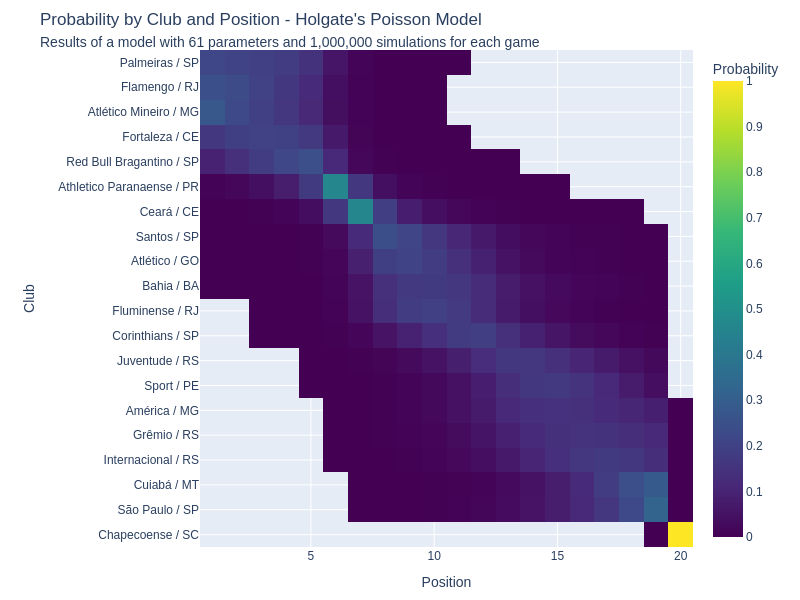 Probability by Club and Position - Holgate's Poisson Model
Results of a model with 61 parameters and 1,000,000 simulations for each game
Probability
Palmeiras / SP
Flamengo / RJ
Atlético Mineiro / MG
Fortaleza / CE
Red Bull Bragantino / SP
Athletico Paranaense / PR
Ceará / CE
Santos / SP
Atlético / GO
Bahia / BA
Fluminense / RJ
Corinthians / SP
Juventude / RS
Sport / PE
América / MG
Grêmio / RS
Internacional / RS
Cuiabá / MT
São Paulo / SP
Chapecoense / SC
Club
5
10
15
20
Position
1
0.9
0.8
0.7
0.6
0.5
0.4
0.3
0.2
0.1
0